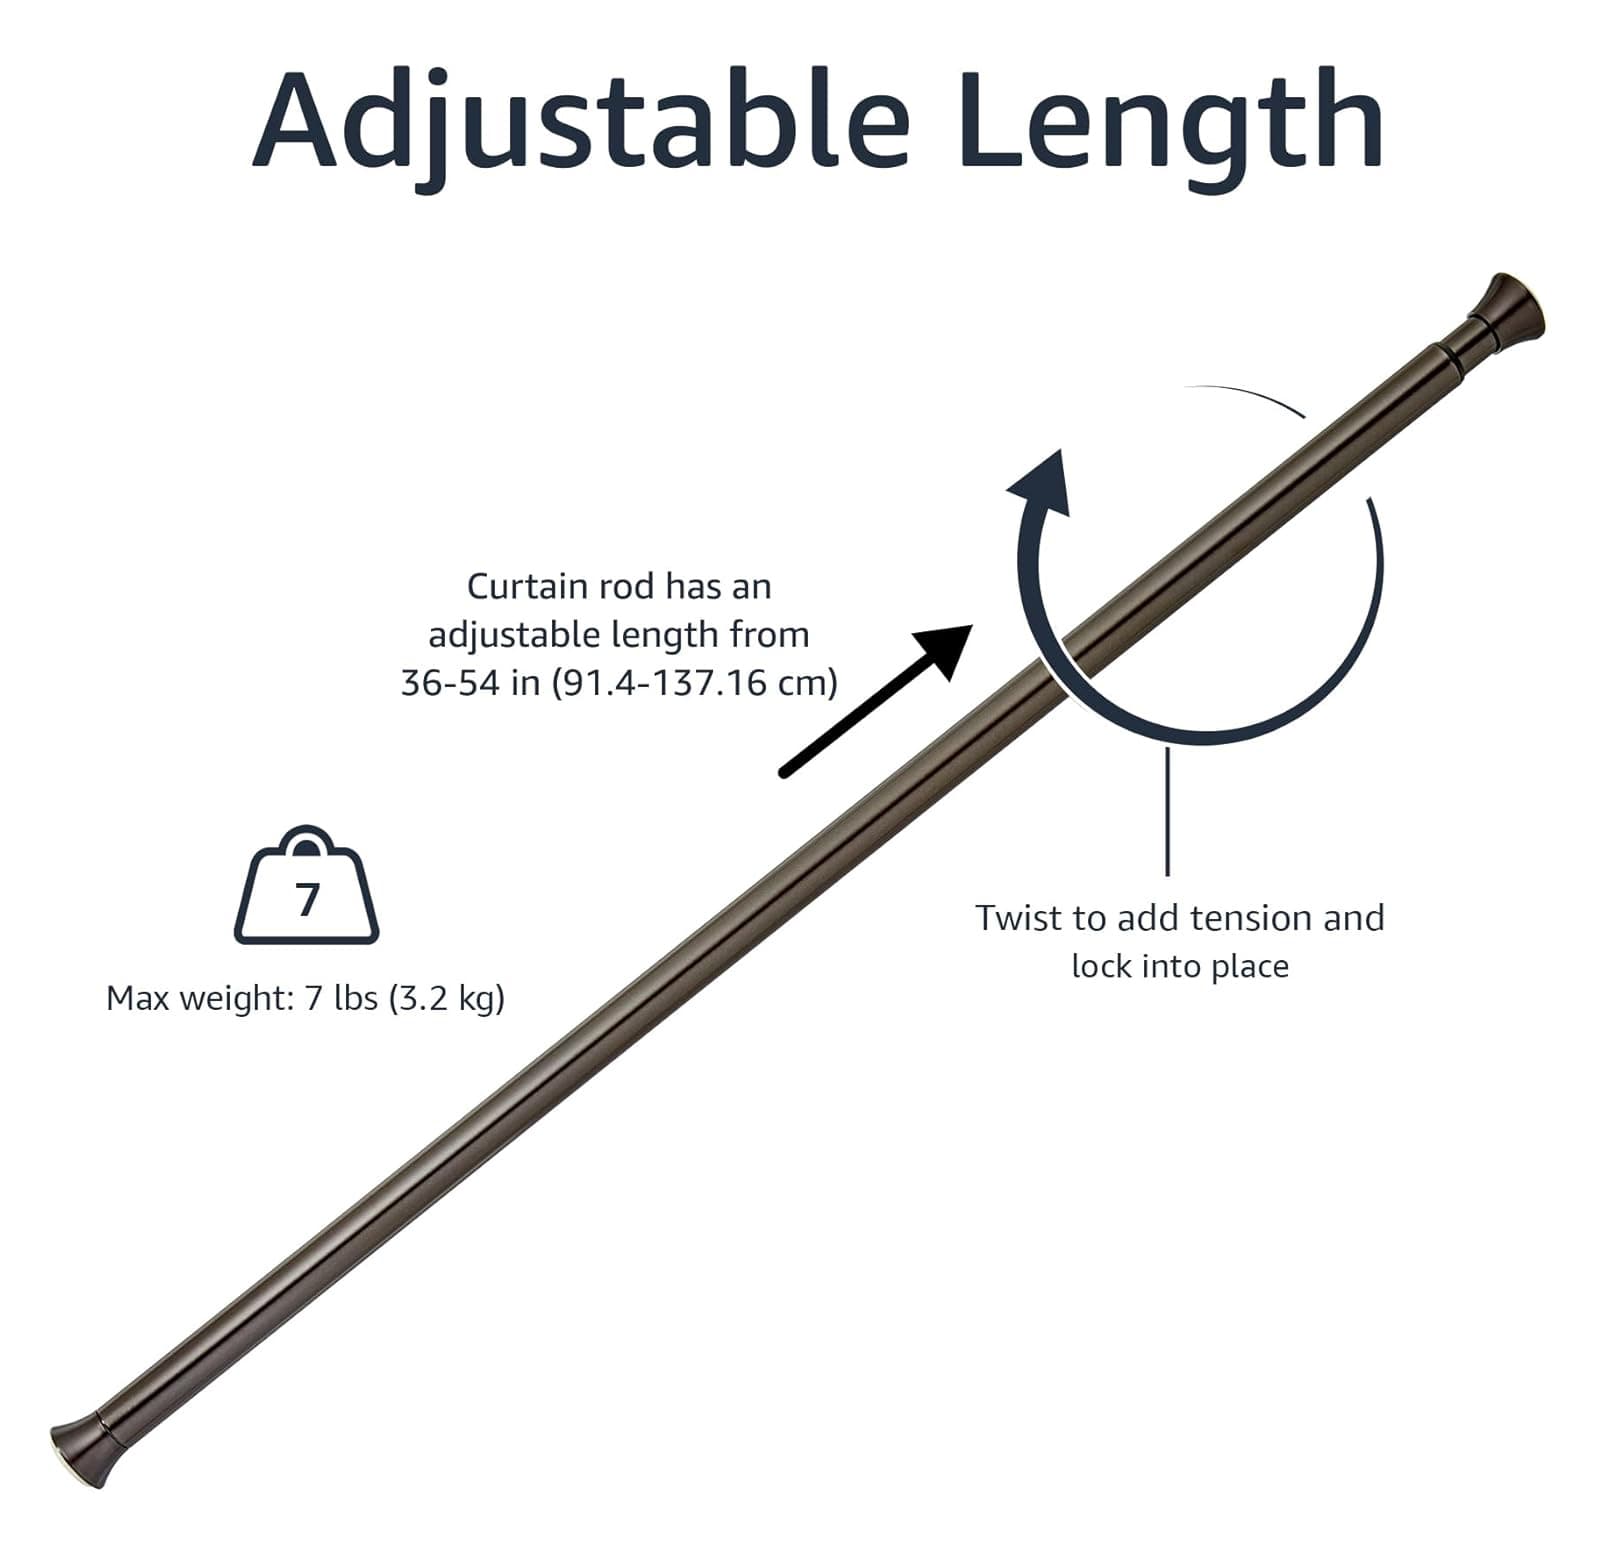 Adjustable Length
Curtain rod has an
adjustable length from
36-54 in (91.4-137.16 cm)
7
Max weight: 7 lbs (3.2 kg)
Twist to add tension and
lock into place